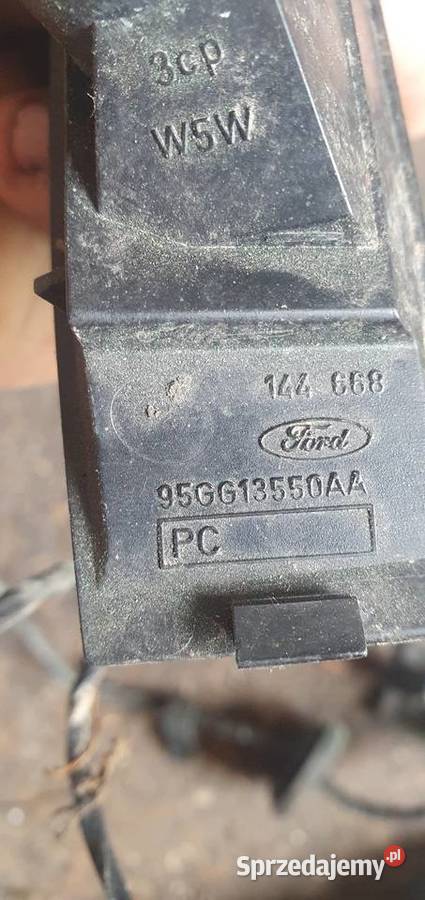 3cp
W5W
144 668
Ford
95GG13550AA
PC
Sprzedajemy.pl